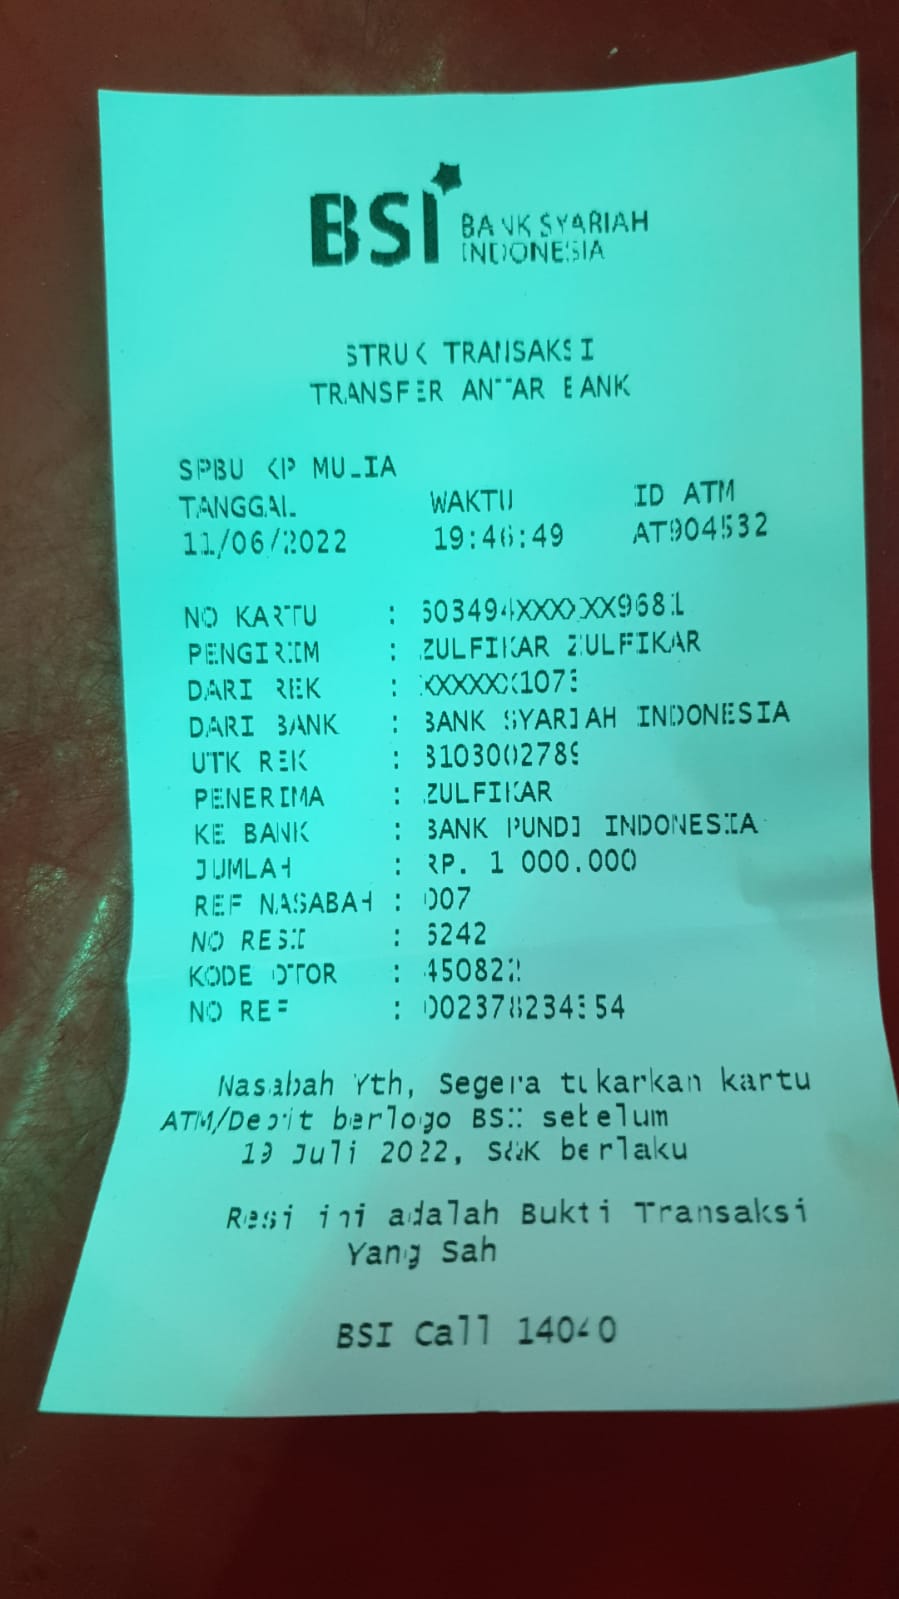 BSI BANK SYARIAH
INDONESIA
STRUK TRANSAKSI
TRANSFER ANTAR BANK
SPBU KP MULIA
TANGGAL WAKTU ID ATM
11/06/2022 19:46:49 AT904532
NO KARTU : 603494XXXXXX9681
PENGIRIM : ZULFIKAR ZULFIKAR
DARI REK : XXXXXX1073
DARI BANK : BANK SYARIAH INDONESIA
UTK REK : 3103002789
PENERIMA : ZULFIKAR
KE BANK : BANK PUNDI INDONESIA
JUMLAH : RP. 1 000.000
REF NASABAH : 007
NO RESI : 6242
KODE OTOR : 450822
NO REF : 002378234354
Nasabah Yth, Segera tukarkan kartu
ATM/Debit berlogo BSI sebelum
19 Juli 2022, S&K berlaku
Resi ini adalah Bukti Transaksi
Yang Sah
BSI Call 14040